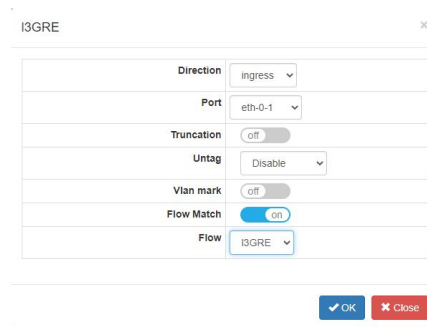 l3GRE
×
Direction ingress
Port eth-0-1
Truncation off
Untag Disable
Vlan mark off
Flow Match on
Flow l3GRE
OK Close